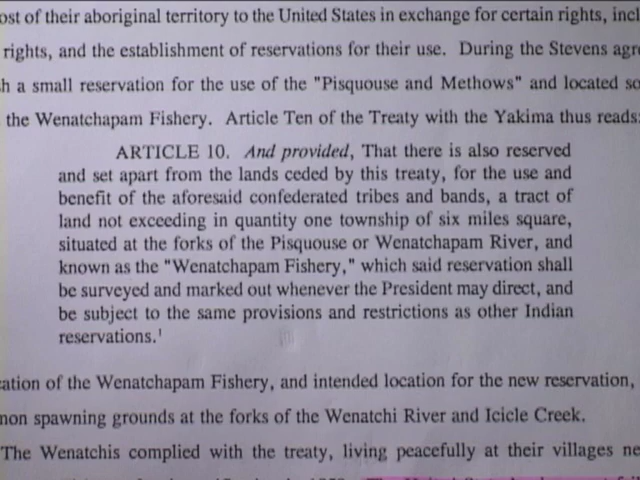 ost of their aboriginal territory to the United States in exchange for certain rights, incl
rights, and the establishment of reservations for their use. During the Stevens agre
h a small reservation for the use of the "Pisquouse and Methows" and located so
the Wenatchapam Fishery. Article Ten of the Treaty with the Yakima thus reads:
ARTICLE 10. And provided, That there is also reserved
and set apart from the lands ceded by this treaty, for the use and
benefit of the aforesaid confederated tribes and bands, a tract of
land not exceeding in quantity one township of six miles square,
situated at the forks of the Pisquouse or Wenatchapam River, and
known as the "Wenatchapam Fishery," which said reservation shall
be surveyed and marked out whenever the President may direct, and
be subject to the same provisions and restrictions as other Indian
reservations.¹
cation of the Wenatchapam Fishery, and intended location for the new reservation,
mon spawning grounds at the forks of the Wenatchi River and Icicle Creek.
The Wenatchis complied with the treaty, living peacefully at their villages ne